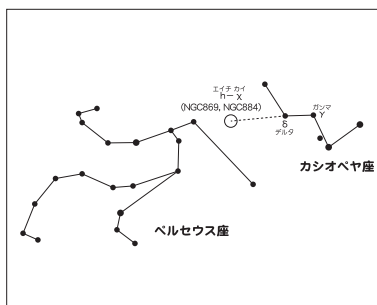 エイチ カイ
h－χ
(NGC869, NGC884)
ガンマ
γ
δ
デルタ
カシオペヤ座
ペルセウス座